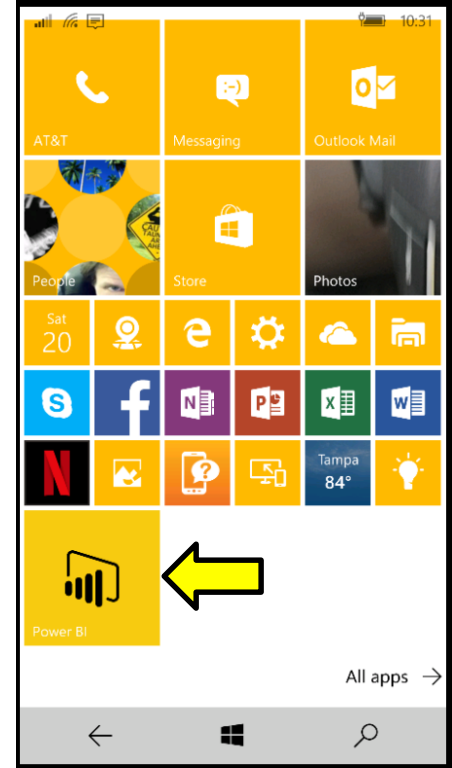 10:31
AT&T
Messaging
Outlook Mail
People
Store
Photos
Sat
20
Tampa
84°
Power BI
All apps